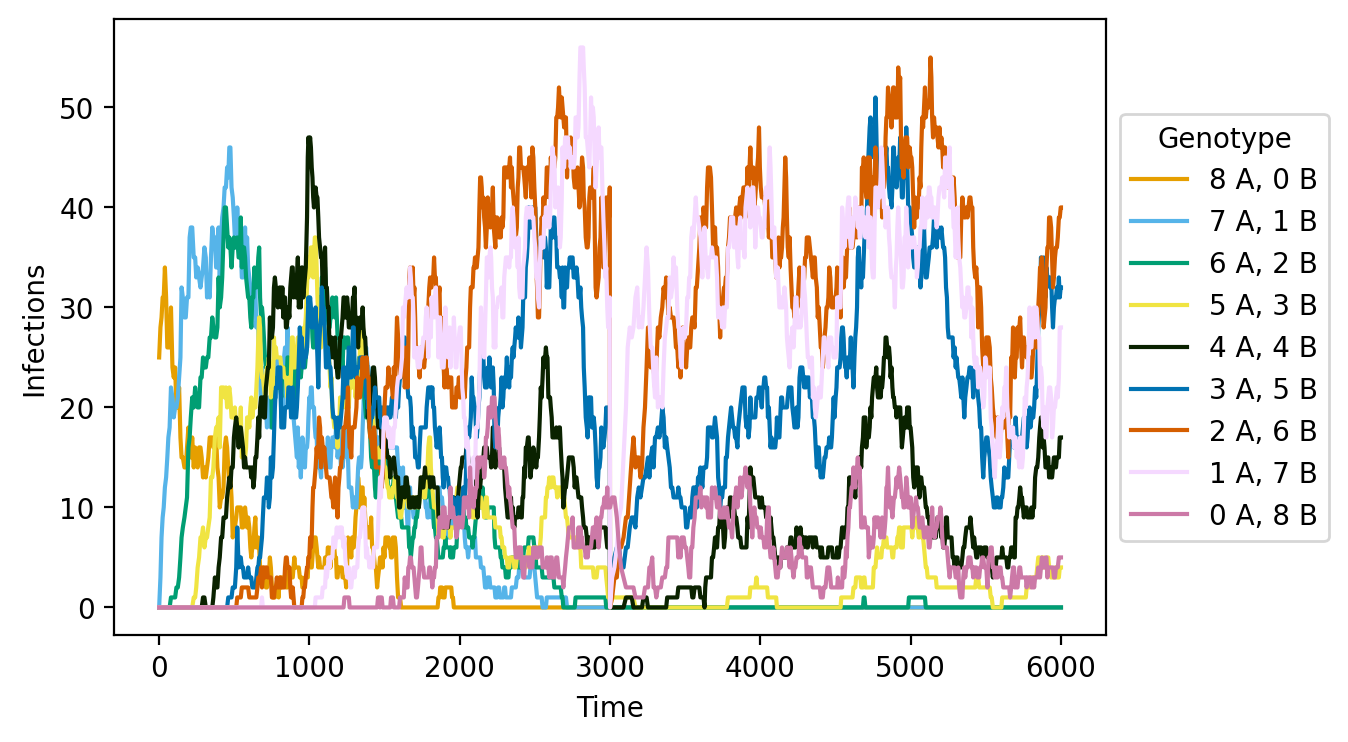 Infections
50
40
30
20
10
0
0 1000 2000 3000 4000 5000 6000
Time
Genotype
8 A, 0 B
7 A, 1 B
6 A, 2 B
5 A, 3 B
4 A, 4 B
3 A, 5 B
2 A, 6 B
1 A, 7 B
0 A, 8 B